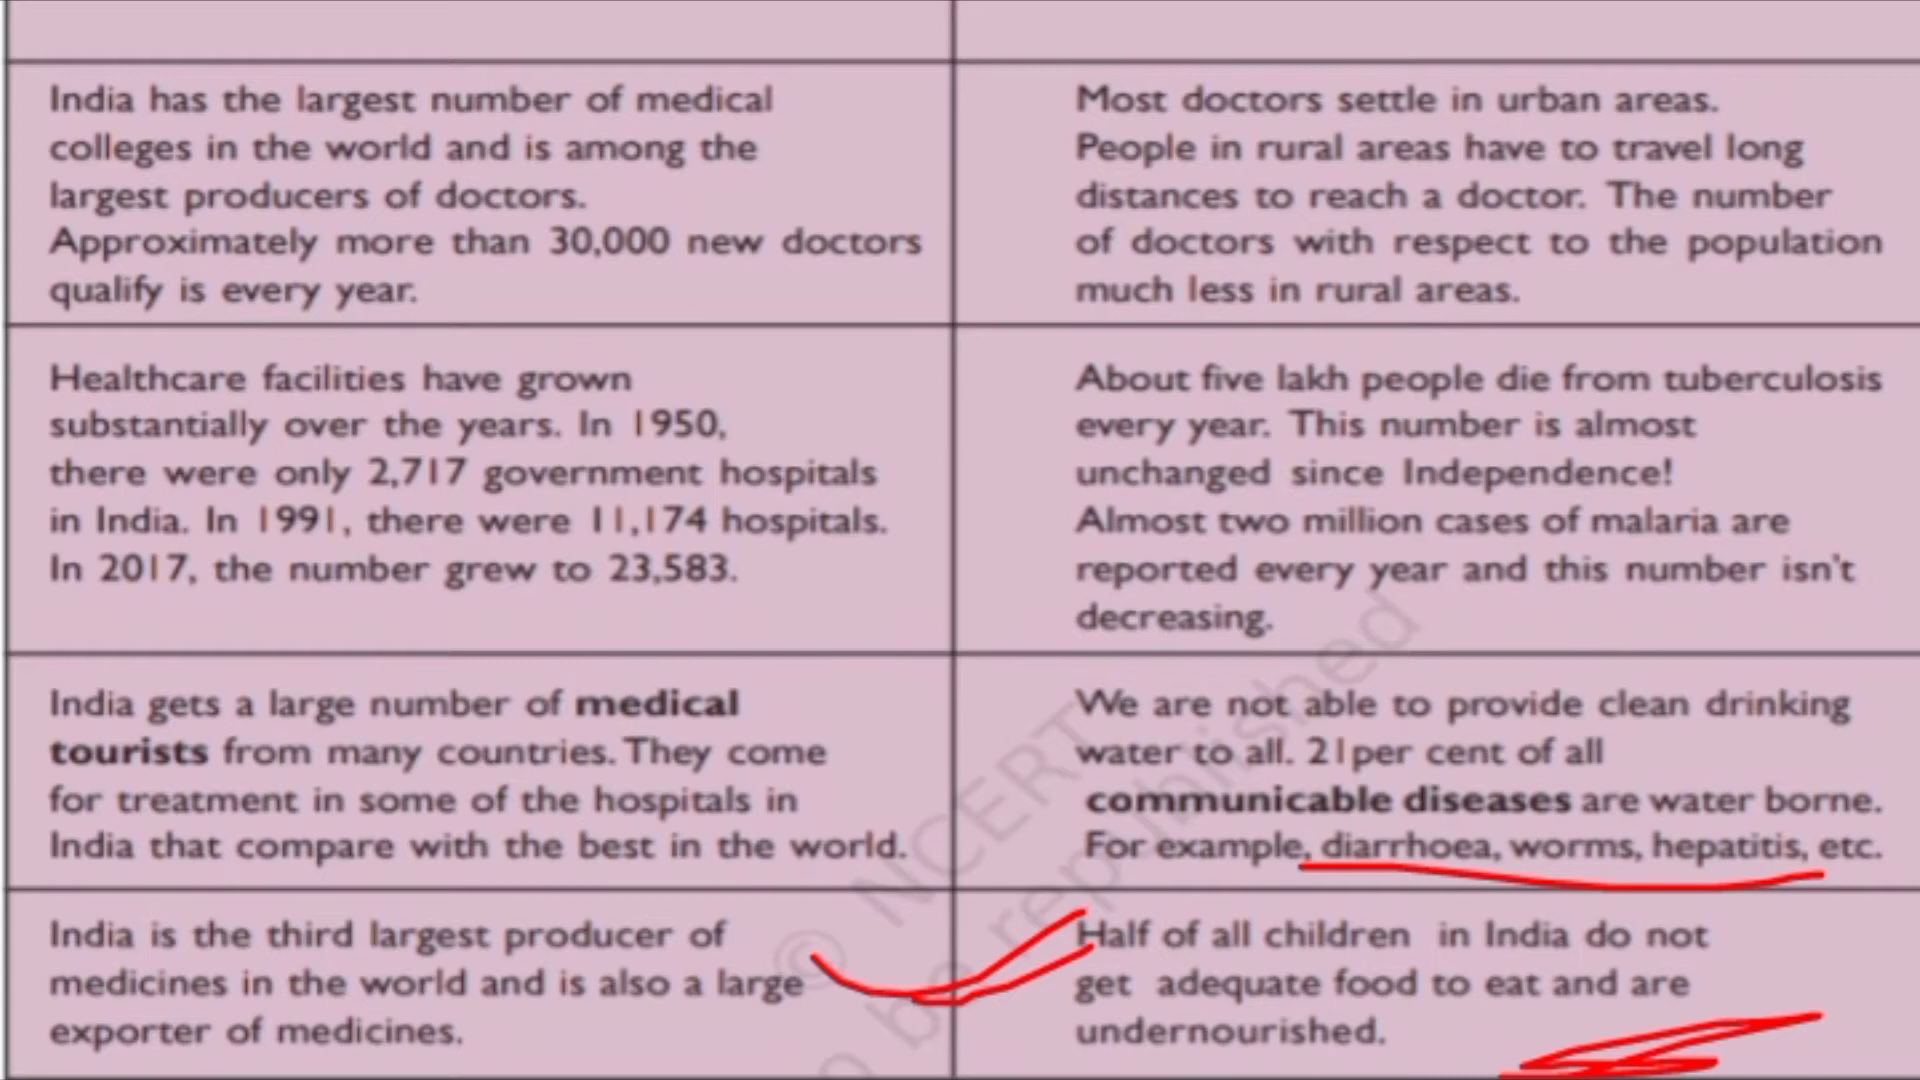 India has the largest number of medical
colleges in the world and is among the
largest producers of doctors.
Approximately more than 30,000 new doctors
qualify is every year.
Most doctors settle in urban areas.
People in rural areas have to travel long
distances to reach a doctor. The number
of doctors with respect to the population
much less in rural areas.
Healthcare facilities have grown
substantially over the years. In 1950,
there were only 2,717 government hospitals
in India. In 1991, there were 11,174 hospitals.
In 2017, the number grew to 23,583.
About five lakh people die from tuberculosis
every year. This number is almost
unchanged since Independence!
Almost two million cases of malaria are
reported every year and this number isn't
decreasing.
India gets a large number of medical
tourists from many countries. They come
for treatment in some of the hospitals in
India that compare with the best in the world.
We are not able to provide clean drinking
water to all. 21per cent of all
communicable diseases are water borne.
For example, diarrhoea, worms, hepatitis, etc.
India is the third largest producer of
medicines in the world and is also a large
exporter of medicines.
Half of all children in India do not
get adequate food to eat and are
undernourished.
© NCERT
be republished